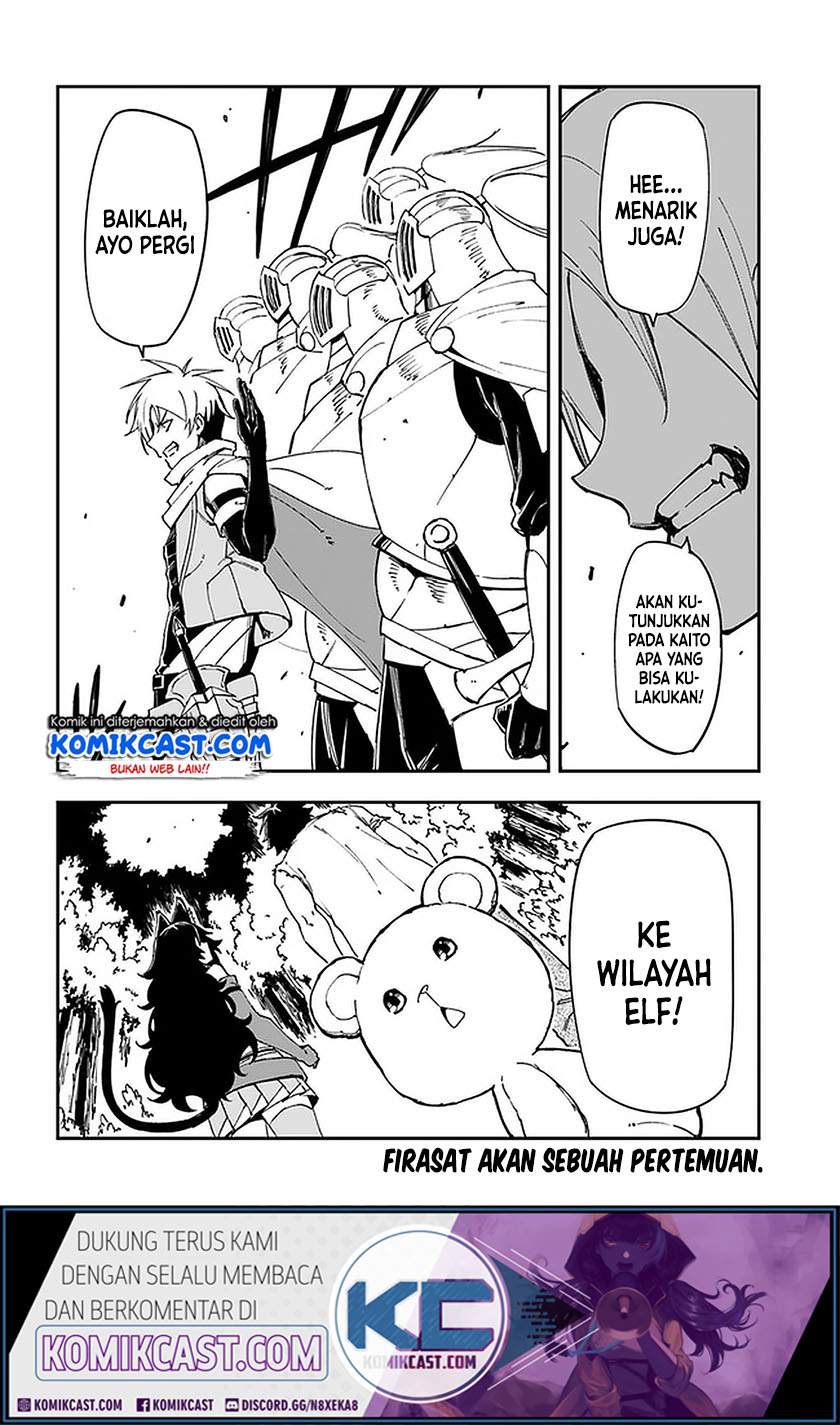 HEE...
MENARIK
JUGA!
AKAN KU-
TUNJUKKAN
PADA KAITO
APA YANG
BISA KU-
LAKUKAN!
BAIKLAH,
AYO PERGI
Komik ini diterjemahkan & diedit oleh
KOMIKCAST.COM
BUKAN WEB LAIN!!
KE
WILAYAH
ELF!
FIRASAT AKAN SEBUAH PERTEMUAN.
DUKUNG TERUS KAMI
DENGAN SELALU MEMBACA
DAN BERKOMENTAR DI
KOMIKCAST.COM
KC
KOMIKCAST.COM
KOMIKCAST.COM KOMIKCAST DISCORD.GG/N8XEKA8